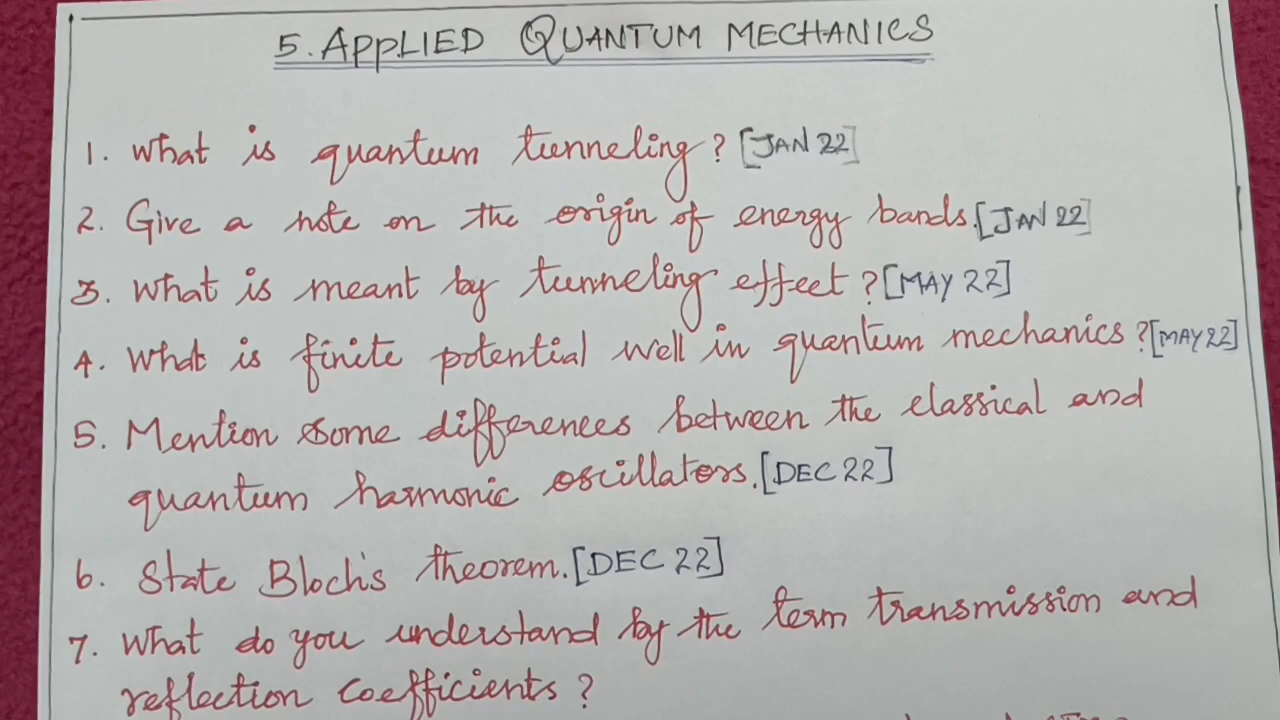 5. APPLIED QUANTUM MECHANICS
1. What is quantum tunneling? [JAN 22]
2. Give a note on the origin of energy bands. [JAN 22]
3. What is meant by tunneling effect? [MAY 22]
4. What is finite potential well in quantum mechanics? [MAY 22]
5. Mention some differences between the classical and
quantum harmonic oscillators. [DEC 22]
6. State Bloch's theorem. [DEC 22]
7. What do you understand by the term transmission and
reflection coefficients?